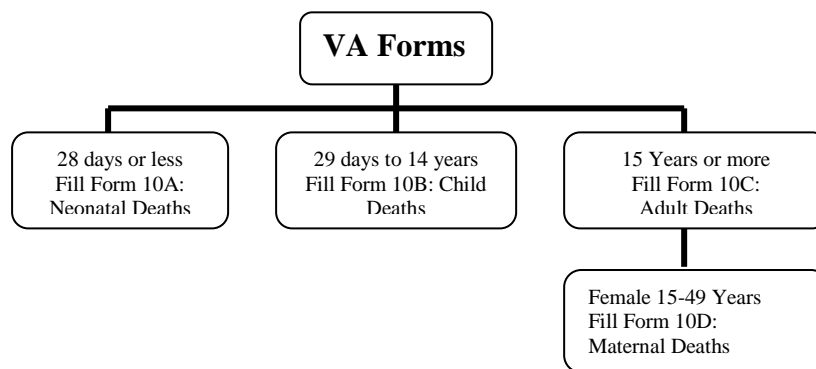 VA Forms
28 days or less
Fill Form 10A:
Neonatal Deaths
29 days to 14 years
Fill Form 10B: Child
Deaths
15 Years or more
Fill Form 10C:
Adult Deaths
Female 15-49 Years
Fill Form 10D:
Maternal Deaths